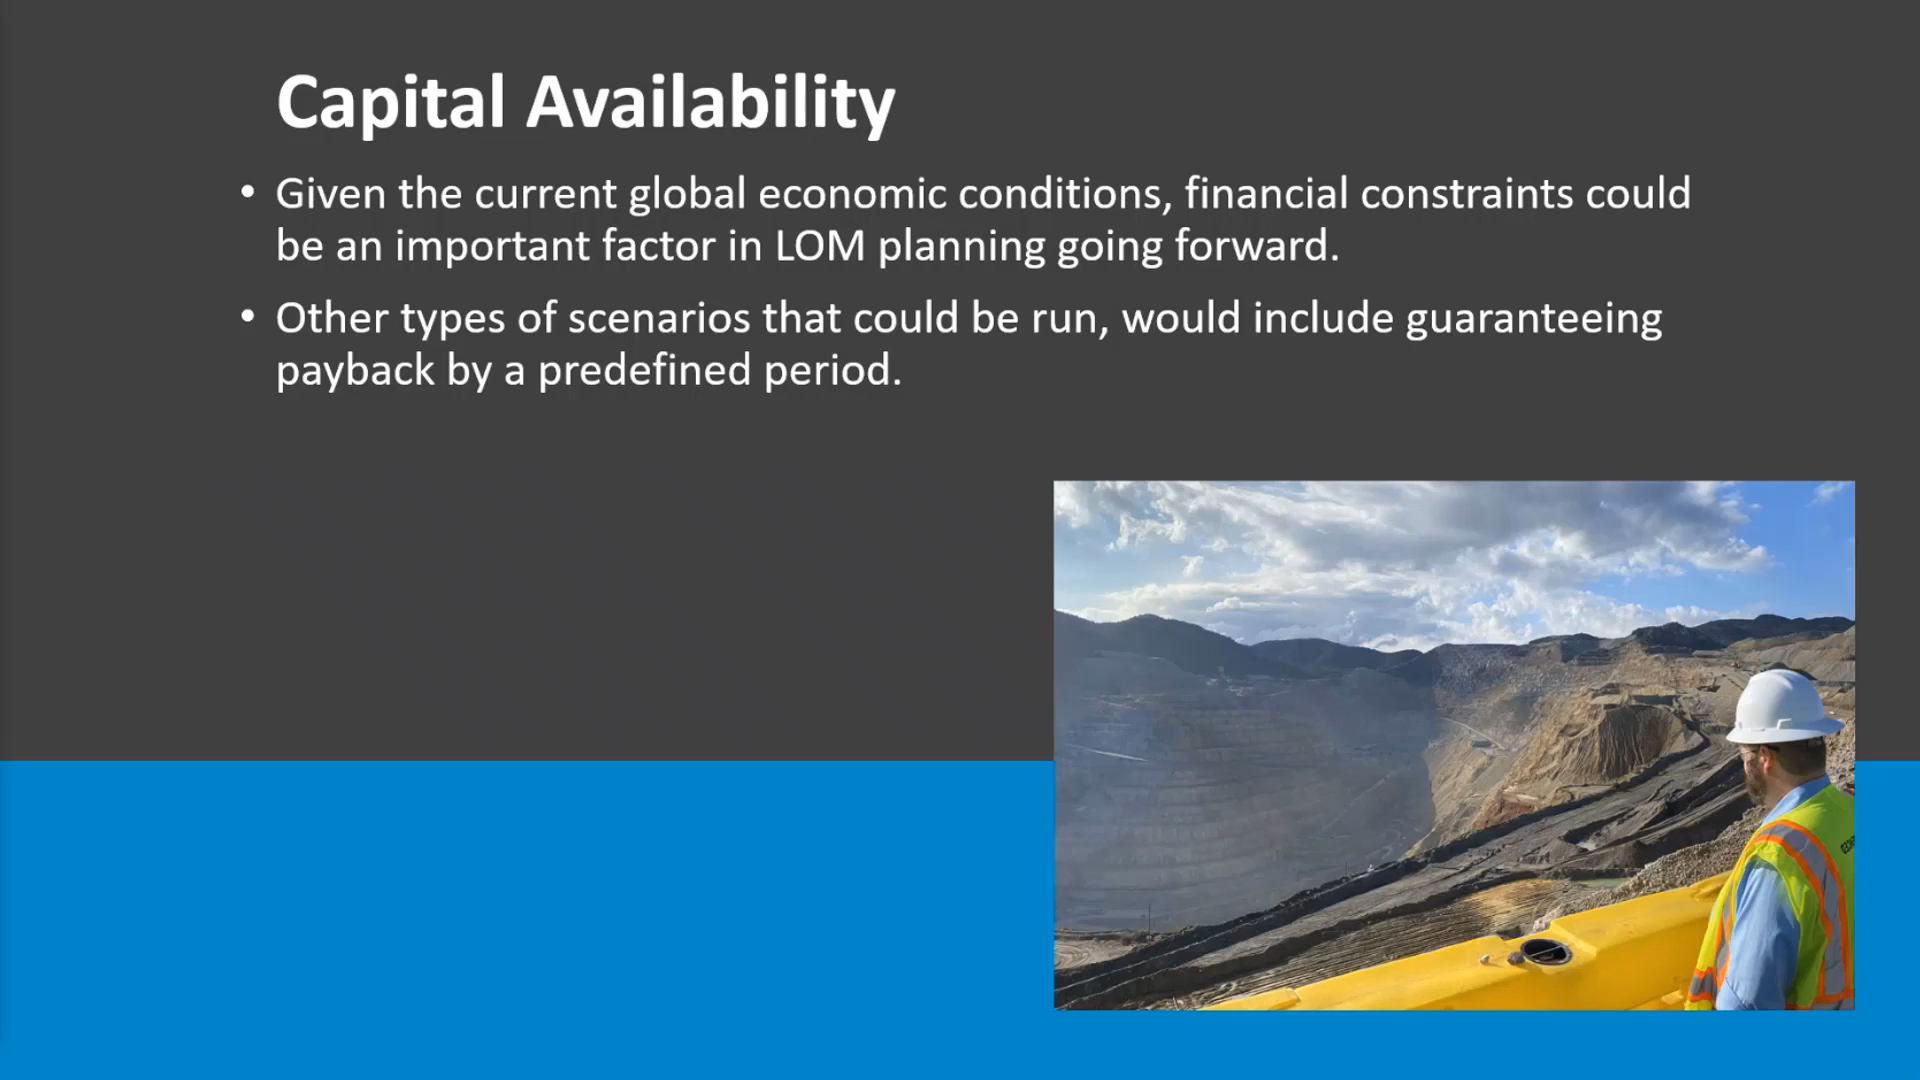 Capital Availability
• Given the current global economic conditions, financial constraints could
be an important factor in LOM planning going forward.
• Other types of scenarios that could be run, would include guaranteeing
payback by a predefined period.